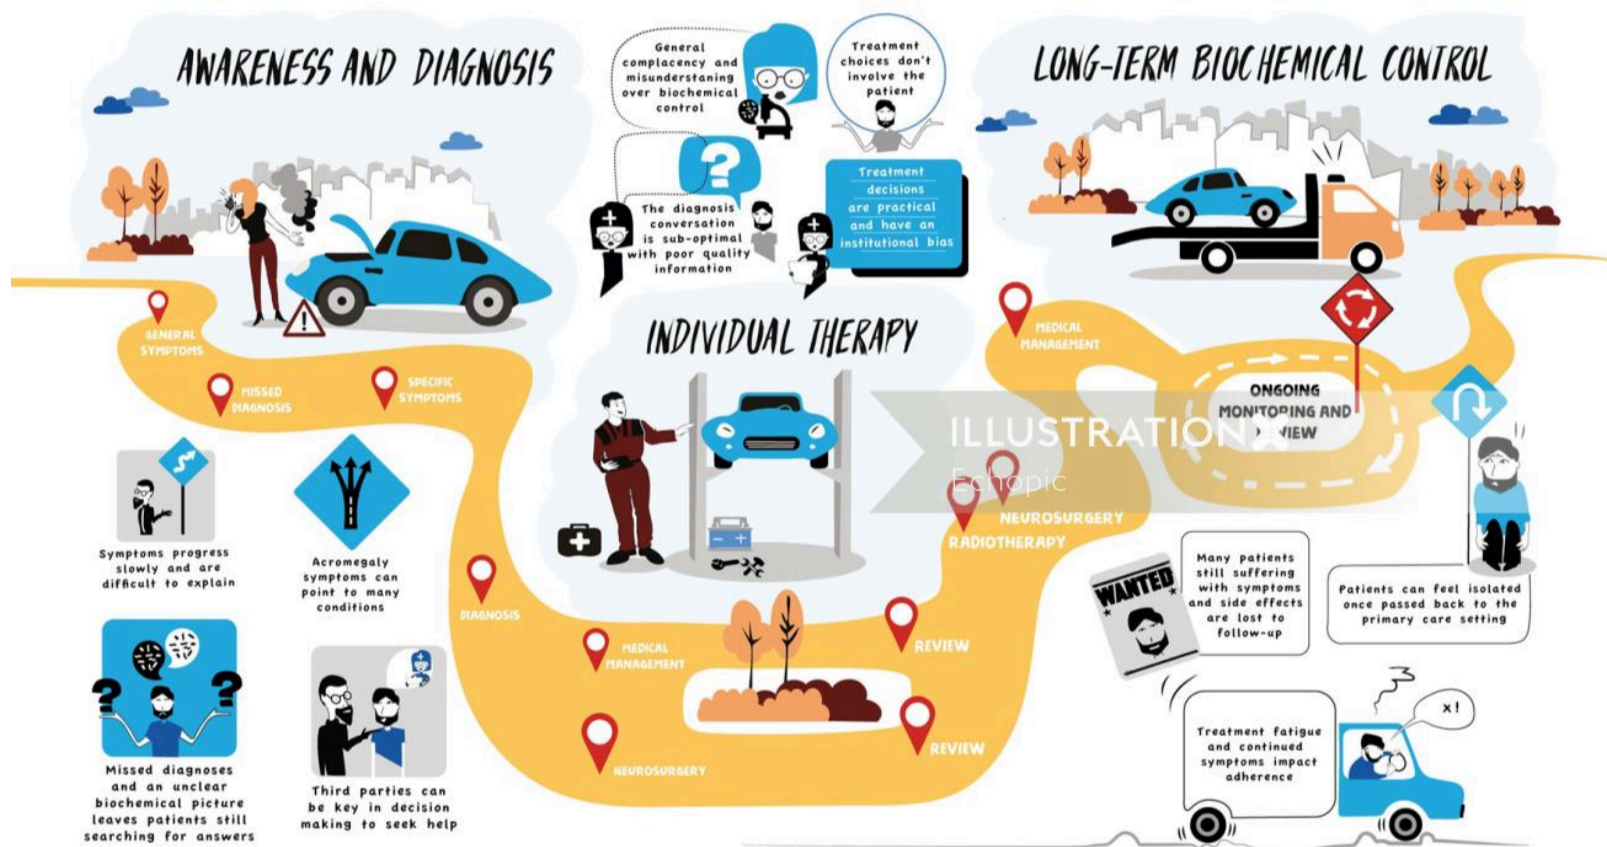 AWARENESS AND DIAGNOSIS
GENERAL
SYMPTOMS
MISSED
DIAGNOSIS
SPECIFIC
SYMPTOMS
Symptoms progress
slowly and are
difficult to explain
Acromegaly
symptoms can
point to many
conditions
Missed diagnoses
and an unclear
biochemical picture
leaves patients still
searching for answers
Third parties can
be key in decision
making to seek help
DIAGNOSIS
General
complacency and
misunderstaning
over biochemical
control
Treatment
choices don't
involve the
patient
?
The diagnosis
conversation
is sub-optimal
with poor quality
information
Treatment
decisions
are practical
and have an
institutional bias
INDIVIDUAL THERAPY
MEDICAL
MANAGEMENT
NEUROSURGERY
REVIEW
REVIEW
RADIOTHERAPY
NEUROSURGERY
LONG-TERM BIOCHEMICAL CONTROL
MEDICAL
MANAGEMENT
ONGOING
MONITORING AND
VIEW
ILLUSTRATION X
Echopic
WANTED
Many patients
still suffering
with symptoms
and side effects
are lost to
follow-up
Patients can feel isolated
once passed back to the
primary care setting
Treatment fatigue
and continued
symptoms impact
adherence
x!